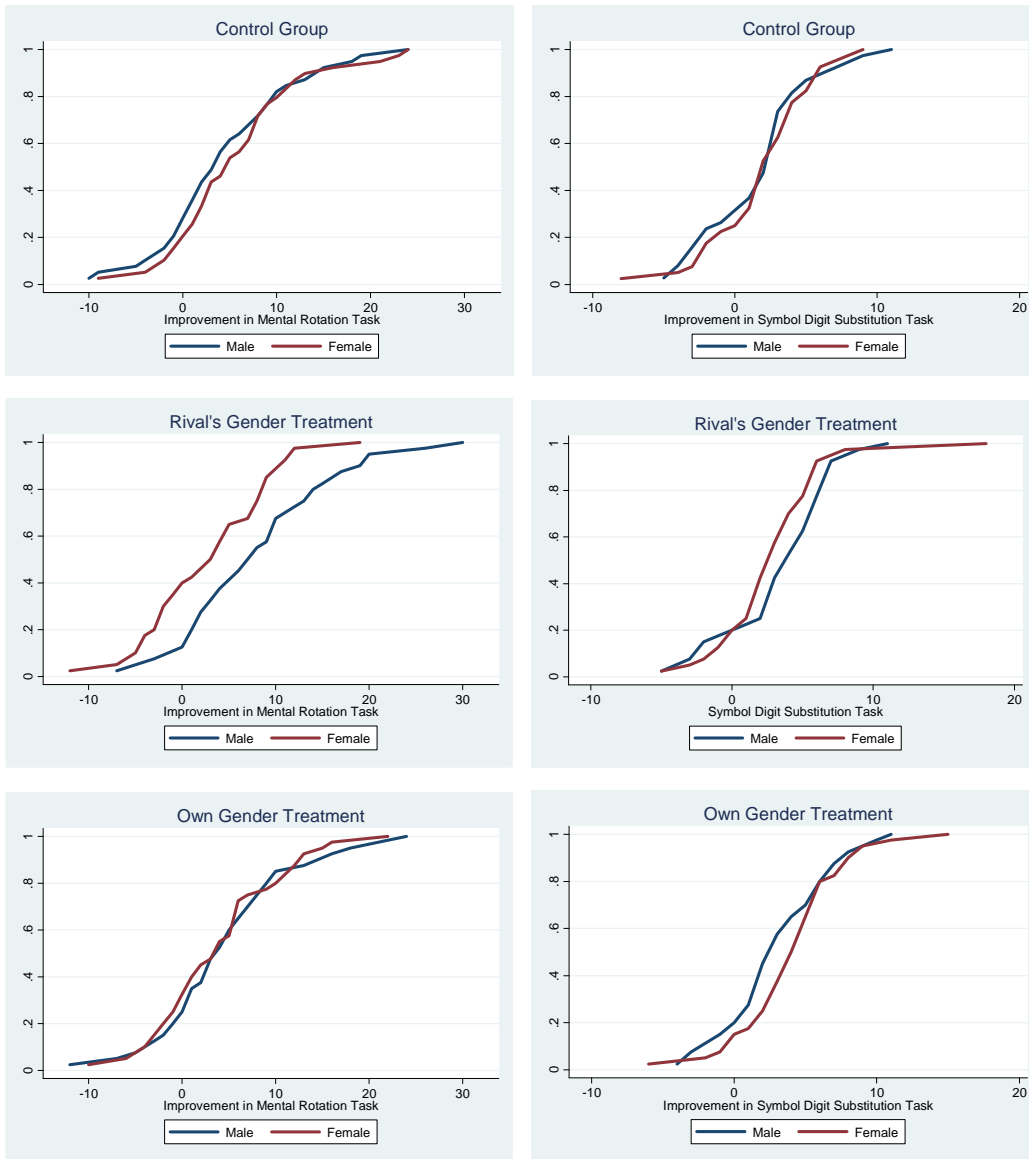 Control Group
1
.8
.6
.4
.2
0
-10 0 10 20 30
Improvement in Mental Rotation Task
Male Female
Control Group
1
.8
.6
.4
.2
0
-10 0 10 20
Improvement in Symbol Digit Substitution Task
Male Female
Rival's Gender Treatment
1
.8
.6
.4
.2
0
-10 0 10 20 30
Improvement in Mental Rotation Task
Male Female
Rival's Gender Treatment
1
.8
.6
.4
.2
0
-10 0 10 20
Symbol Digit Substitution Task
Male Female
Own Gender Treatment
1
.8
.6
.4
.2
0
-10 0 10 20 30
Improvement in Mental Rotation Task
Male Female
Own Gender Treatment
1
.8
.6
.4
.2
0
-10 0 10 20
Improvement in Symbol Digit Substitution Task
Male Female